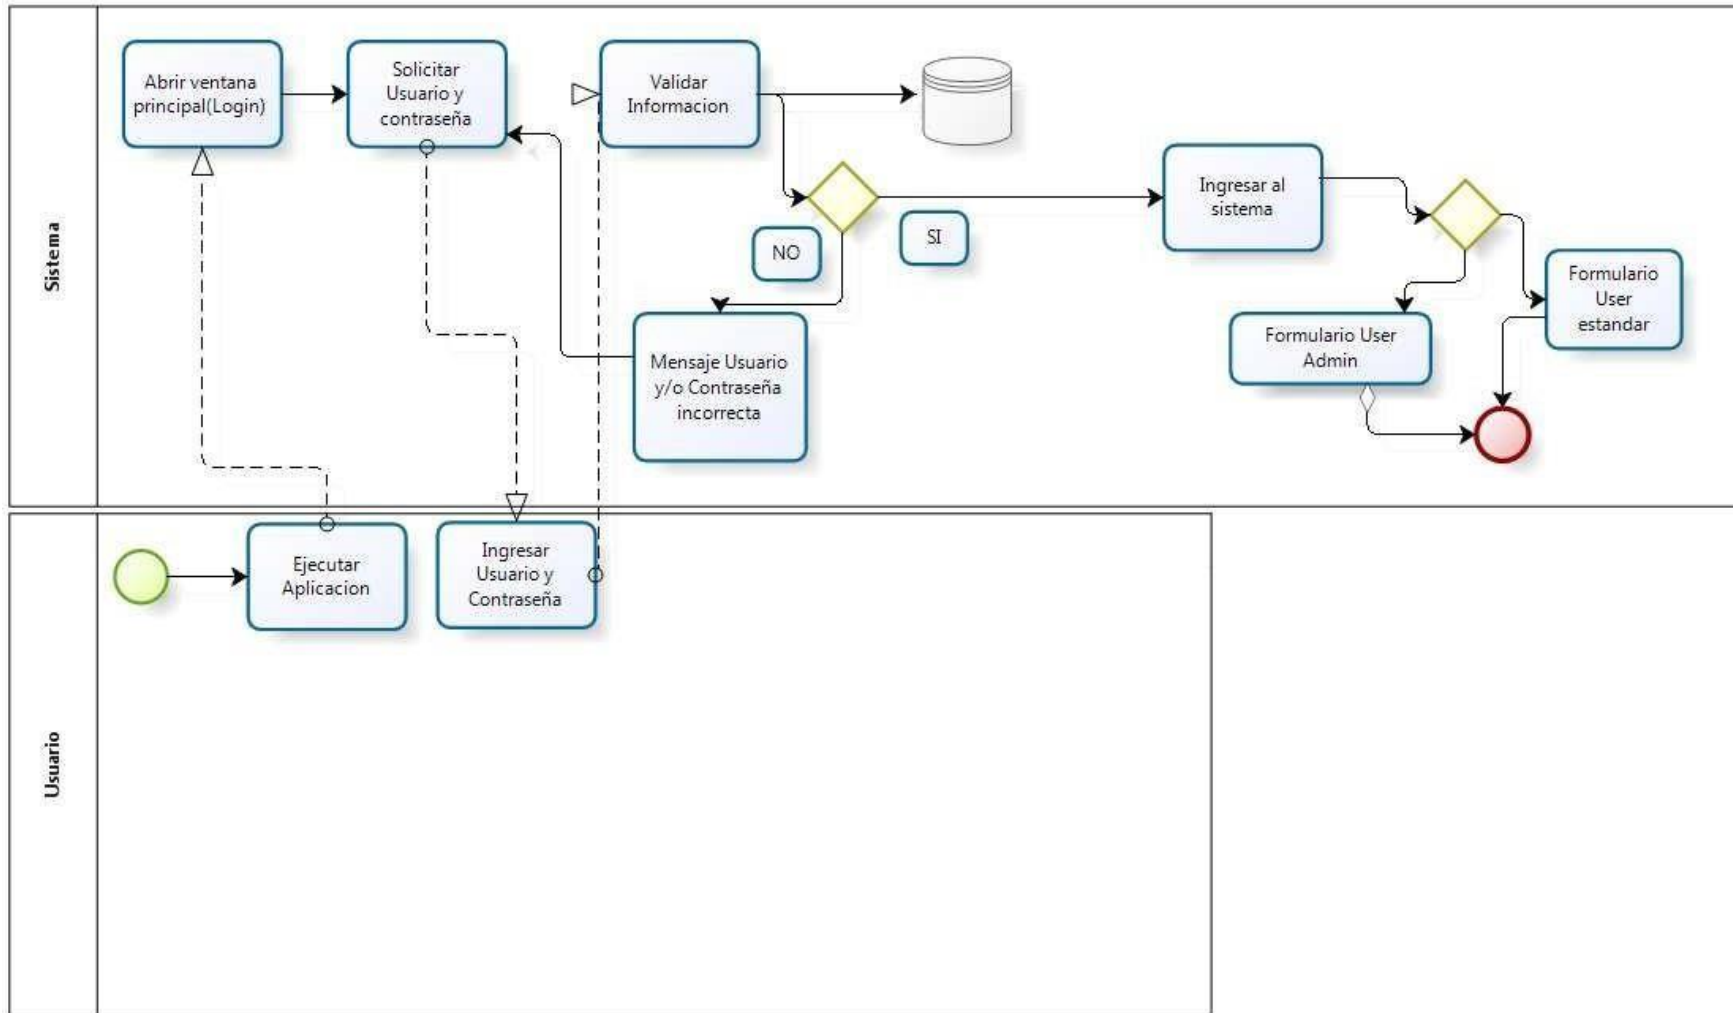 Sistema
Abrir ventana
principal(Login)
Solicitar
Usuario y
contraseña
Validar
Informacion
NO
SI
Mensaje Usuario
y/o Contraseña
incorrecta
Ingresar al
sistema
Formulario User
Admin
Formulario
User
estandar
Usuario
Ejecutar
Aplicacion
Ingresar
Usuario y
Contraseña